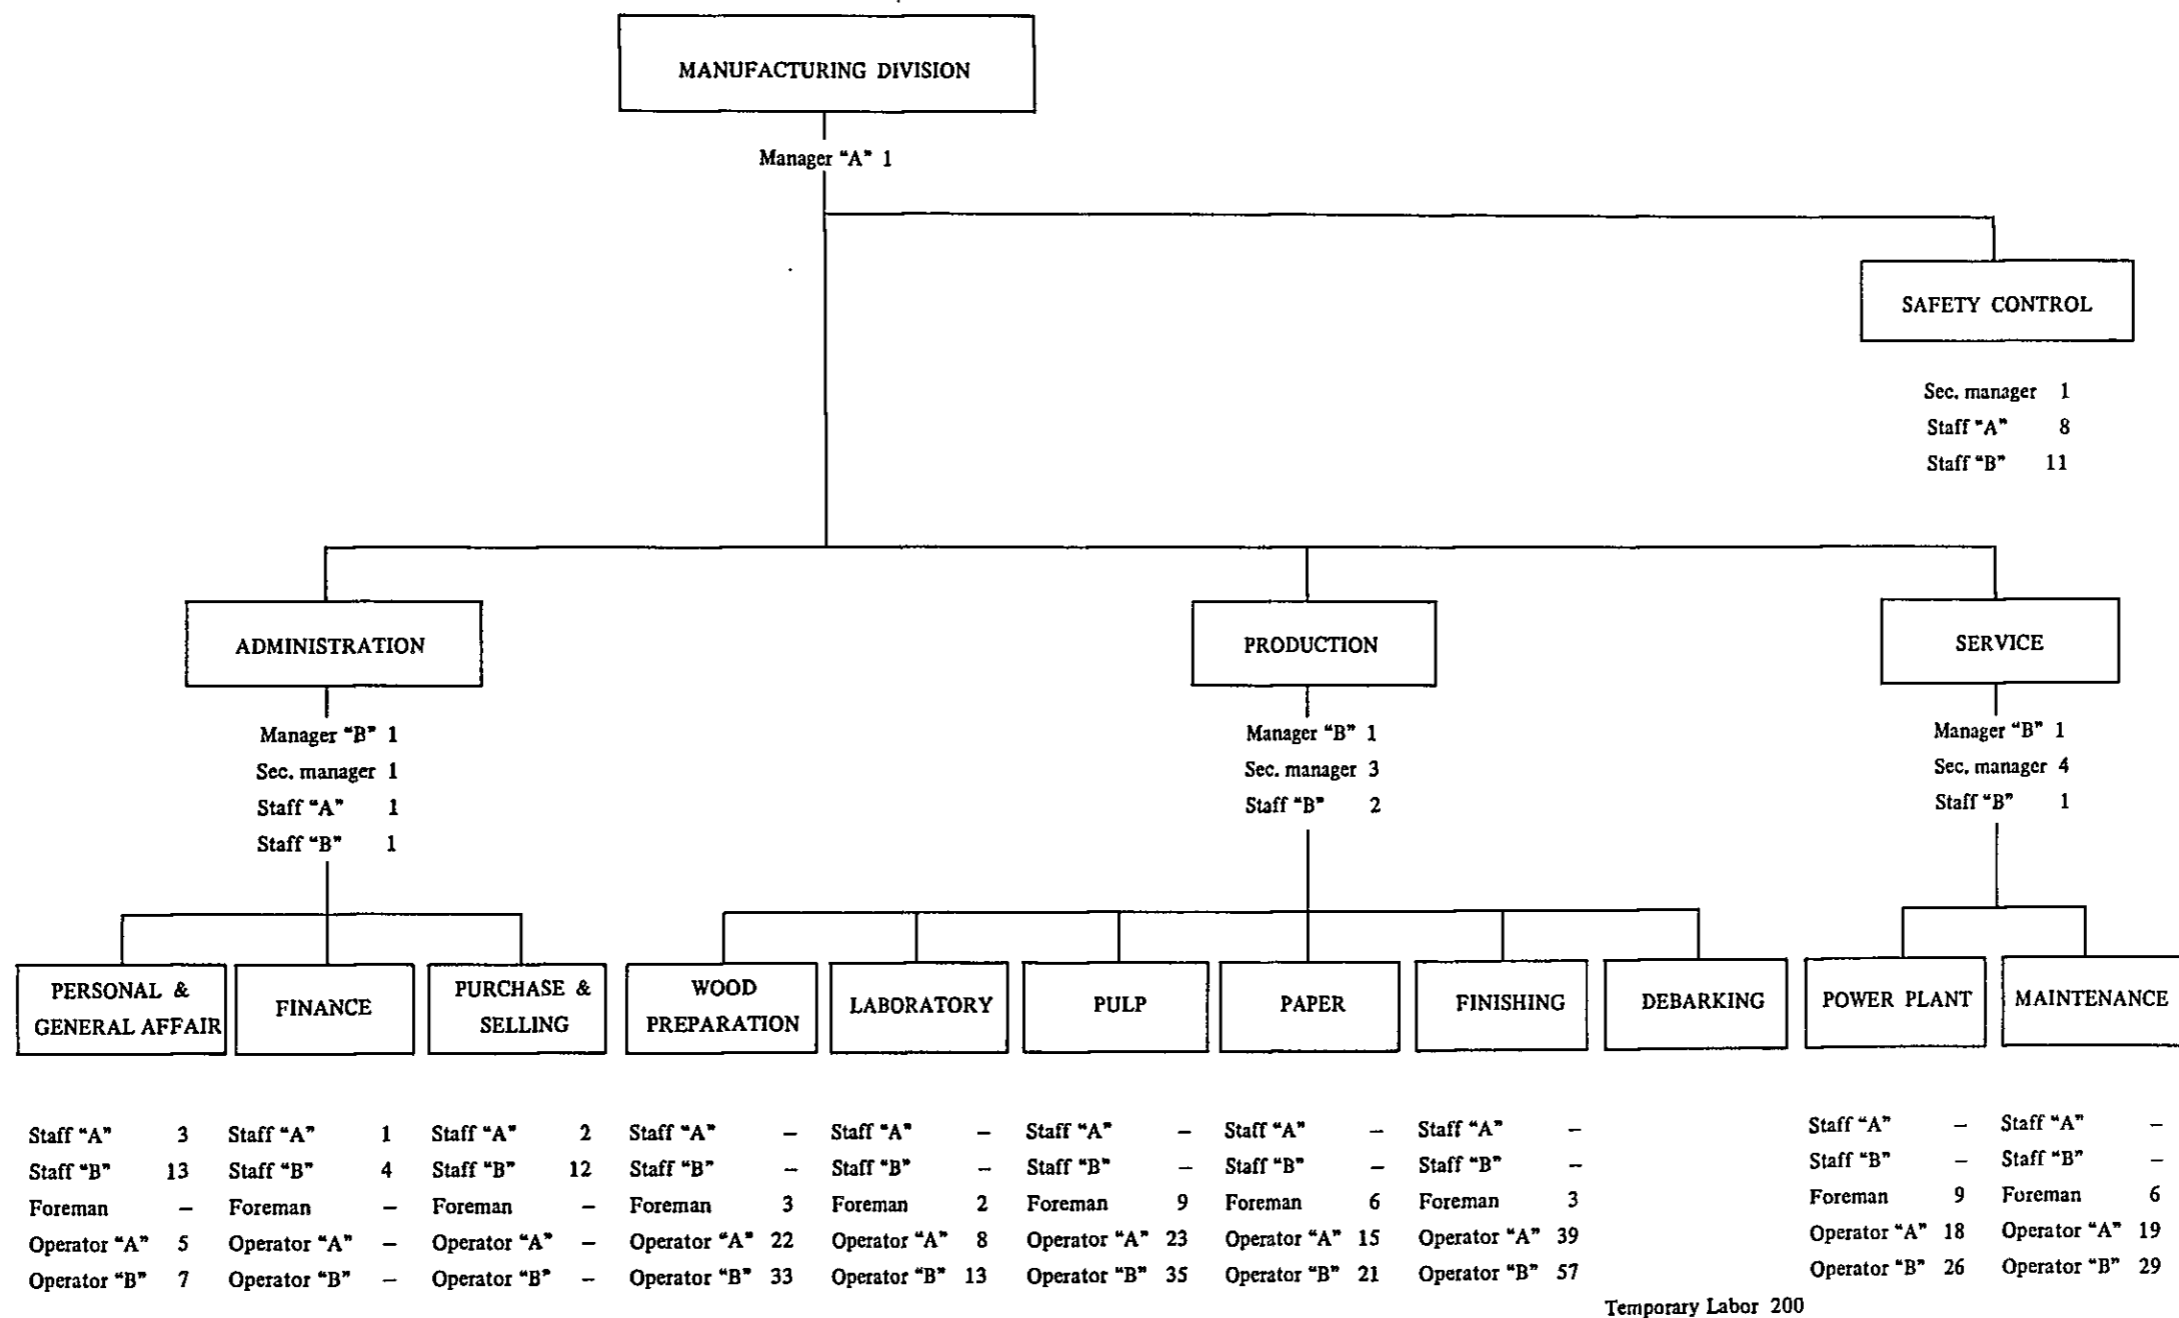 MANUFACTURING DIVISION
Manager "A" 1
SAFETY CONTROL
Sec. manager 1
Staff "A" 8
Staff "B" 11
ADMINISTRATION
Manager "B" 1
Sec. manager 1
Staff "A" 1
Staff "B" 1
PRODUCTION
Manager "B" 1
Sec. manager 3
Staff "B" 2
SERVICE
Manager "B" 1
Sec. manager 4
Staff "B" 1
PERSONAL &
GENERAL AFFAIR
Staff "A" 3
Staff "B" 13
Foreman –
Operator "A" 5
Operator "B" 7
FINANCE
Staff "A" 1
Staff "B" 4
Foreman –
Operator "A" –
Operator "B" –
PURCHASE &
SELLING
Staff "A" 2
Staff "B" 12
Foreman –
Operator "A" –
Operator "B" –
WOOD
PREPARATION
Staff "A" –
Staff "B" –
Foreman 3
Operator "A" 22
Operator "B" 33
LABORATORY
Staff "A" –
Staff "B" –
Foreman 2
Operator "A" 8
Operator "B" 13
PULP
Staff "A" –
Staff "B" –
Foreman 9
Operator "A" 23
Operator "B" 35
PAPER
Staff "A" –
Staff "B" –
Foreman 6
Operator "A" 15
Operator "B" 21
FINISHING
Staff "A" –
Staff "B" –
Foreman 3
Operator "A" 39
Operator "B" 57
DEBARKING
Temporary Labor 200
POWER PLANT
Staff "A" –
Staff "B" –
Foreman 9
Operator "A" 18
Operator "B" 26
MAINTENANCE
Staff "A" –
Staff "B" –
Foreman 6
Operator "A" 19
Operator "B" 29